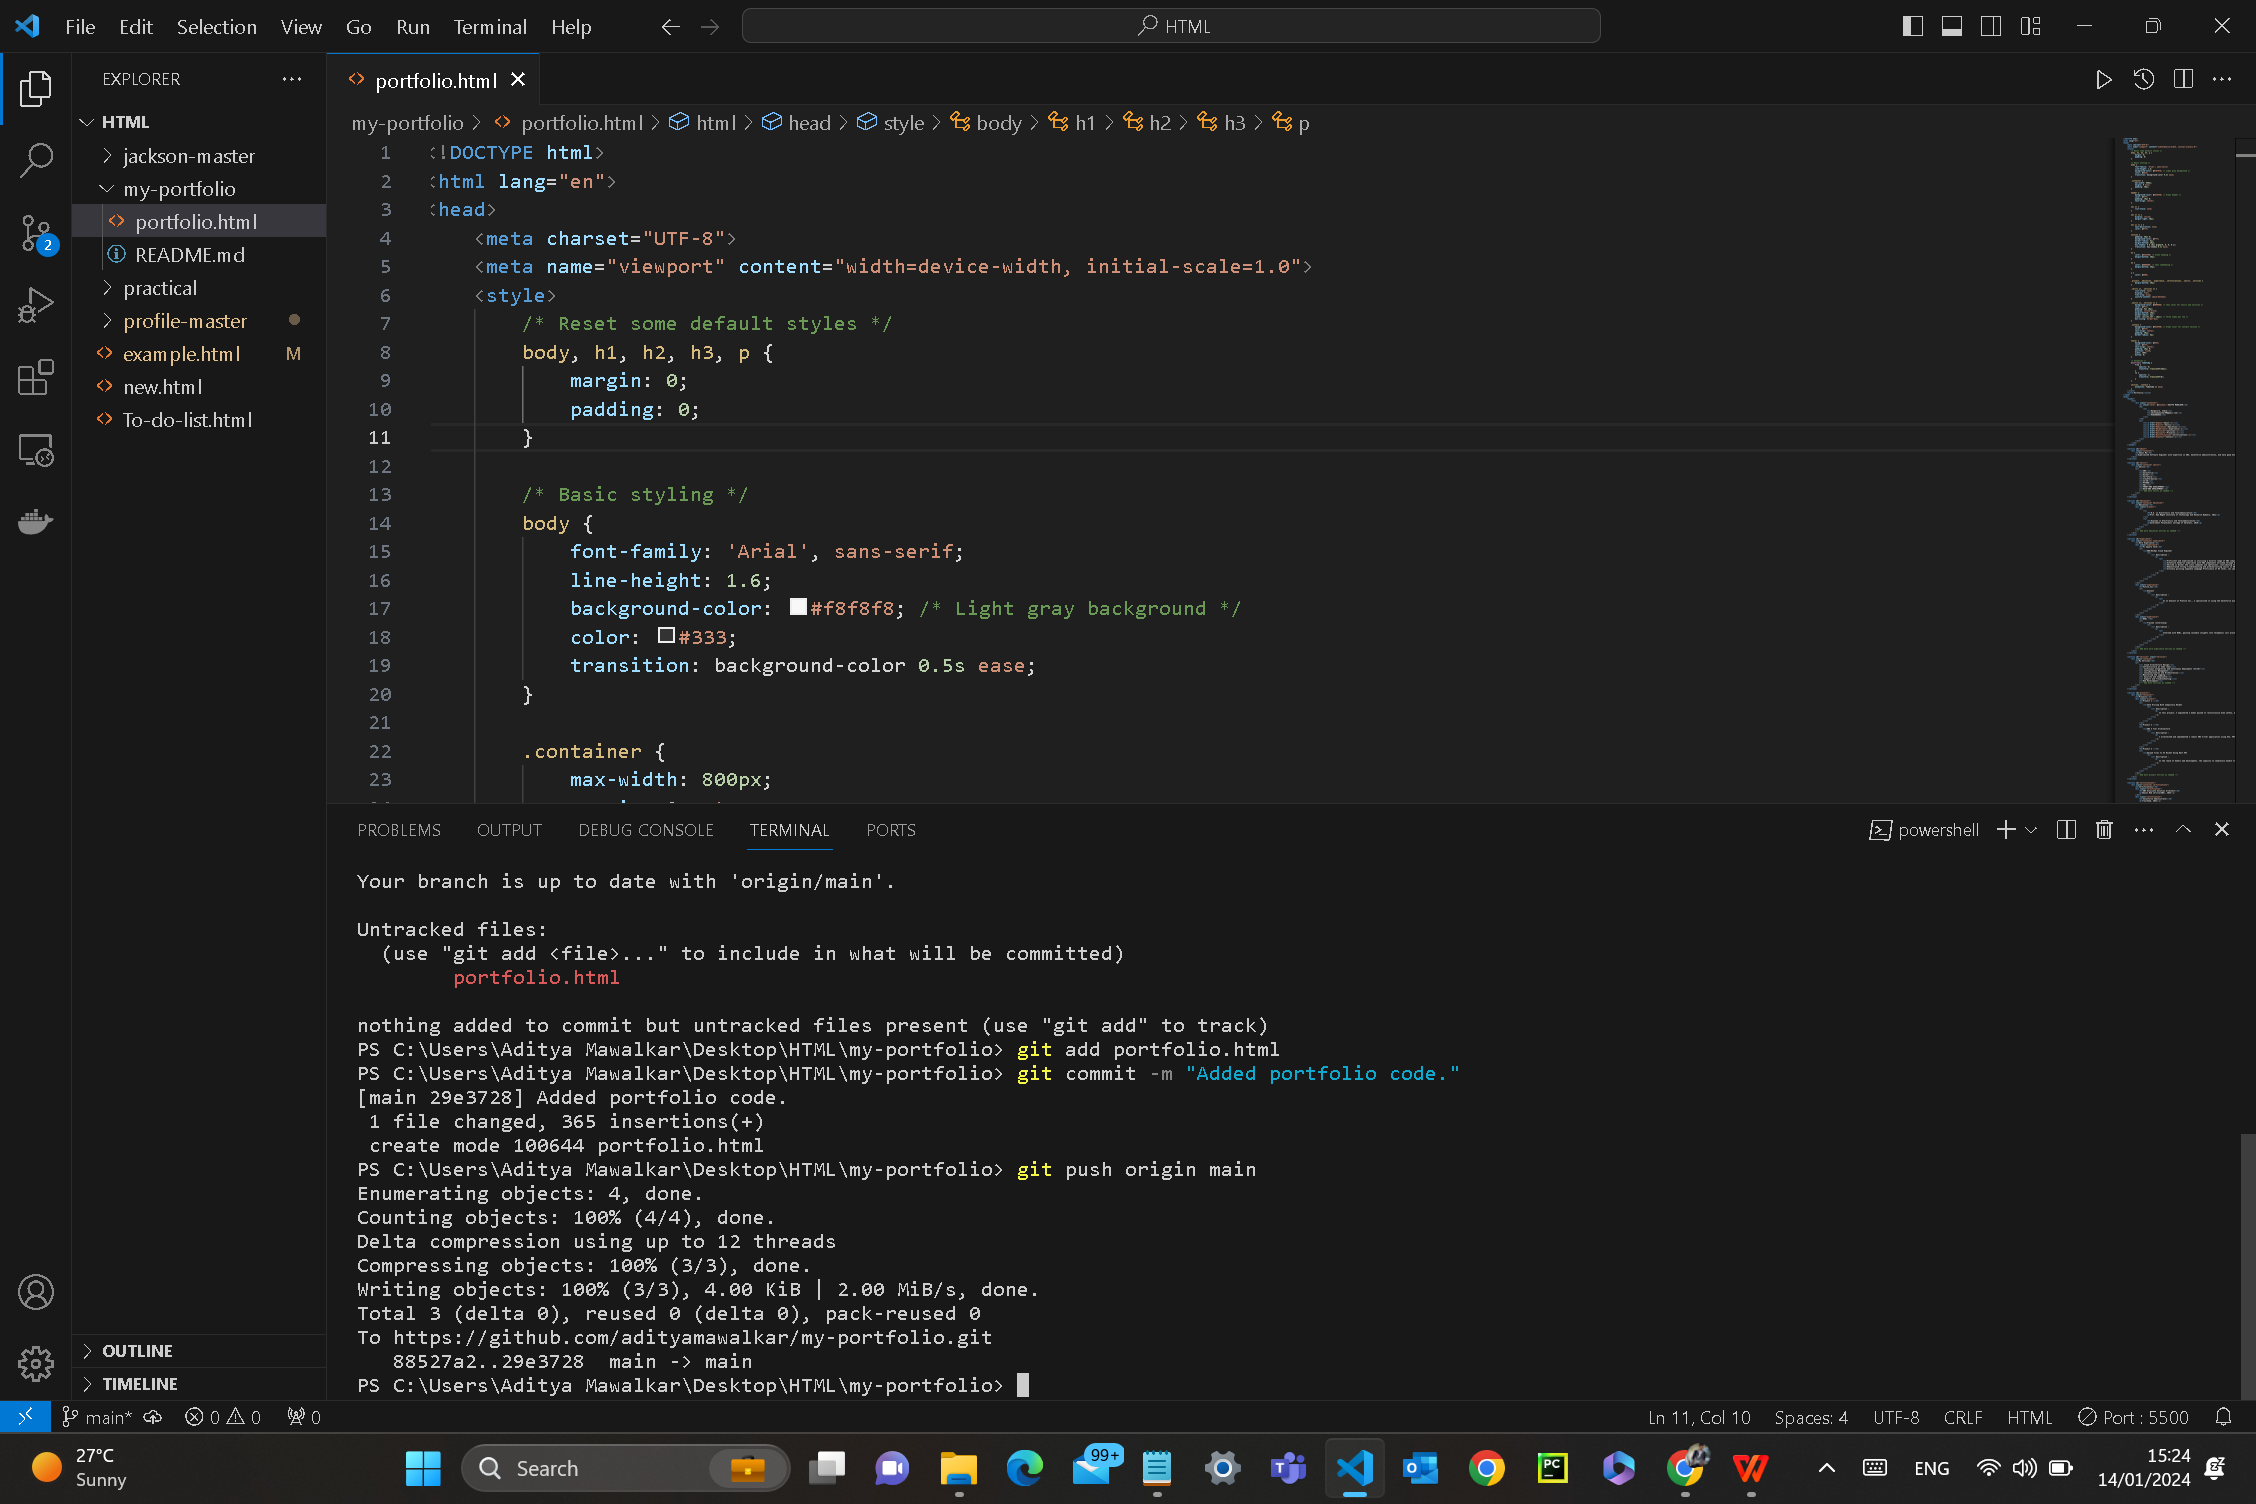 File Edit Selection View Go Run Terminal Help
HTML
EXPLORER
portfolio.html
HTML
jackson-master
my-portfolio
portfolio.html
README.md
practical
profile-master
example.html M
new.html
To-do-list.html
2
OUTLINE
TIMELINE
my-portfolio > portfolio.html > html > head > style > body > h1 > h2 > h3 > p
1 <!DOCTYPE html>
2 <html lang="en">
3 <head>
4 <meta charset="UTF-8">
5 <meta name="viewport" content="width=device-width, initial-scale=1.0">
6 <style>
7 /* Reset some default styles */
8 body, h1, h2, h3, p {
9 margin: 0;
10 padding: 0;
11 }
12
13 /* Basic styling */
14 body {
15 font-family: 'Arial', sans-serif;
16 line-height: 1.6;
17 background-color: #f8f8f8; /* Light gray background */
18 color: #333;
19 transition: background-color 0.5s ease;
20 }
21
22 .container {
23 max-width: 800px;
PROBLEMS OUTPUT DEBUG CONSOLE TERMINAL PORTS
powershell
Your branch is up to date with 'origin/main'.
Untracked files:
(use "git add <file>..." to include in what will be committed)
portfolio.html
nothing added to commit but untracked files present (use "git add" to track)
PS C:\Users\Aditya Mawalkar\Desktop\HTML\my-portfolio> git add portfolio.html
PS C:\Users\Aditya Mawalkar\Desktop\HTML\my-portfolio> git commit -m "Added portfolio code."
[main 29e3728] Added portfolio code.
1 file changed, 365 insertions(+)
create mode 100644 portfolio.html
PS C:\Users\Aditya Mawalkar\Desktop\HTML\my-portfolio> git push origin main
Enumerating objects: 4, done.
Counting objects: 100% (4/4), done.
Delta compression using up to 12 threads
Compressing objects: 100% (3/3), done.
Writing objects: 100% (3/3), 4.00 KiB | 2.00 MiB/s, done.
Total 3 (delta 0), reused 0 (delta 0), pack-reused 0
To https://github.com/adityamawalkar/my-portfolio.git
88527a2..29e3728 main -> main
PS C:\Users\Aditya Mawalkar\Desktop\HTML\my-portfolio>
main* 0 0 0 Ln 11, Col 10 Spaces: 4 UTF-8 CRLF HTML Port : 5500
27°C
Sunny
Search
99+
PC
ENG
15:24
14/01/2024